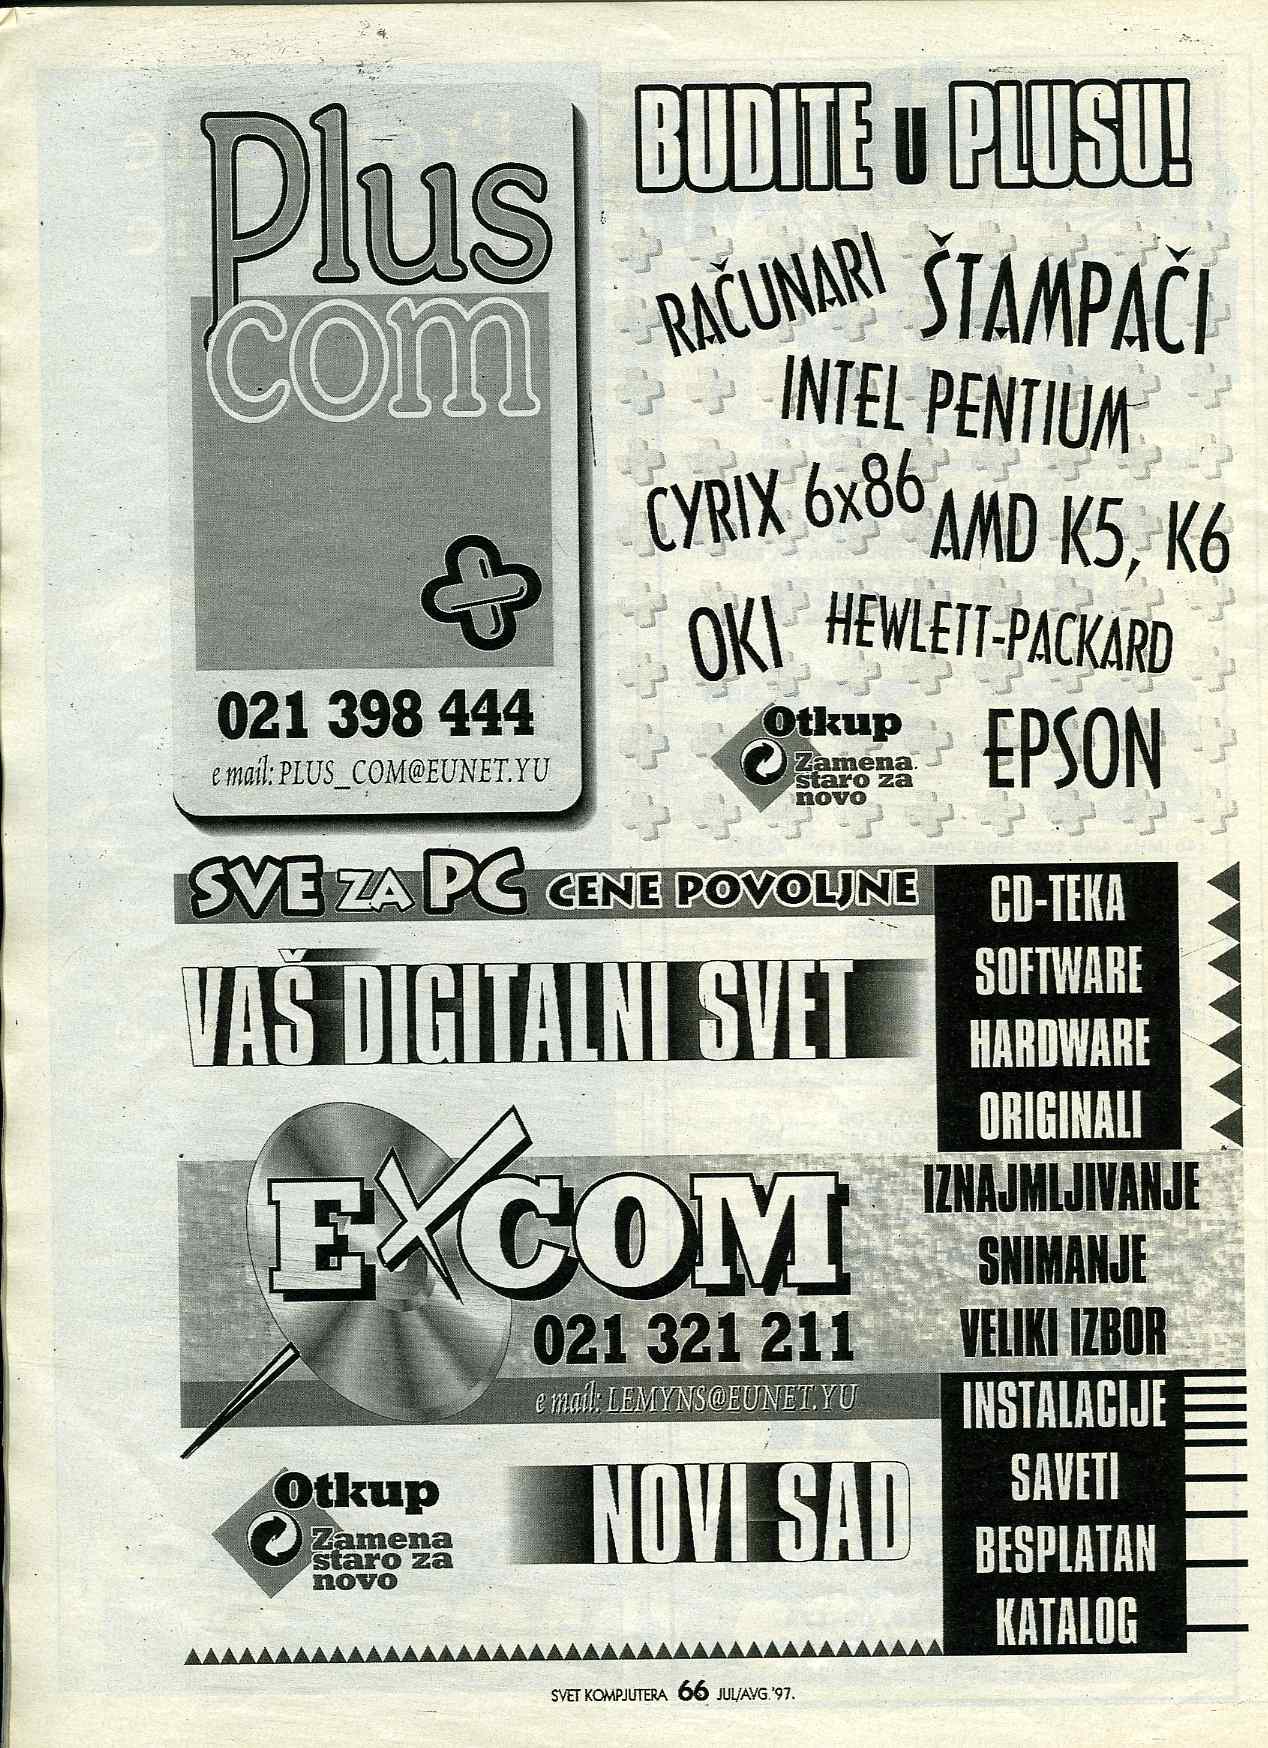 Plus
com
021 398 444
e mail: PLUS_COM@EUNET.YU
BUDITE u PLUSU!
RAČUNARI
ŠTAMPAČI
INTEL PENTIUM
CYRIX 6x86
AMD K5, K6
OKI
HEWLETT-PACKARD
EPSON
Otkup
Zamena
staro za
novo
SVE ZA PC CENE POVOLJNE
VAŠ DIGITALNI SVET
EXCOM
021 321 211
e mail: LEMYNS@EUNET.YU
Otkup
Zamena
staro za
novo
NOVI SAD
CD-TEKA
SOFTWARE
HARDWARE
ORIGINALI
IZNAJMLJIVANJE
SNIMANJE
VELIKI IZBOR
INSTALACIJE
SAVETI
BESPLATAN
KATALOG
SVET KOMPJUTERA 66 JUL/AVG.'97.